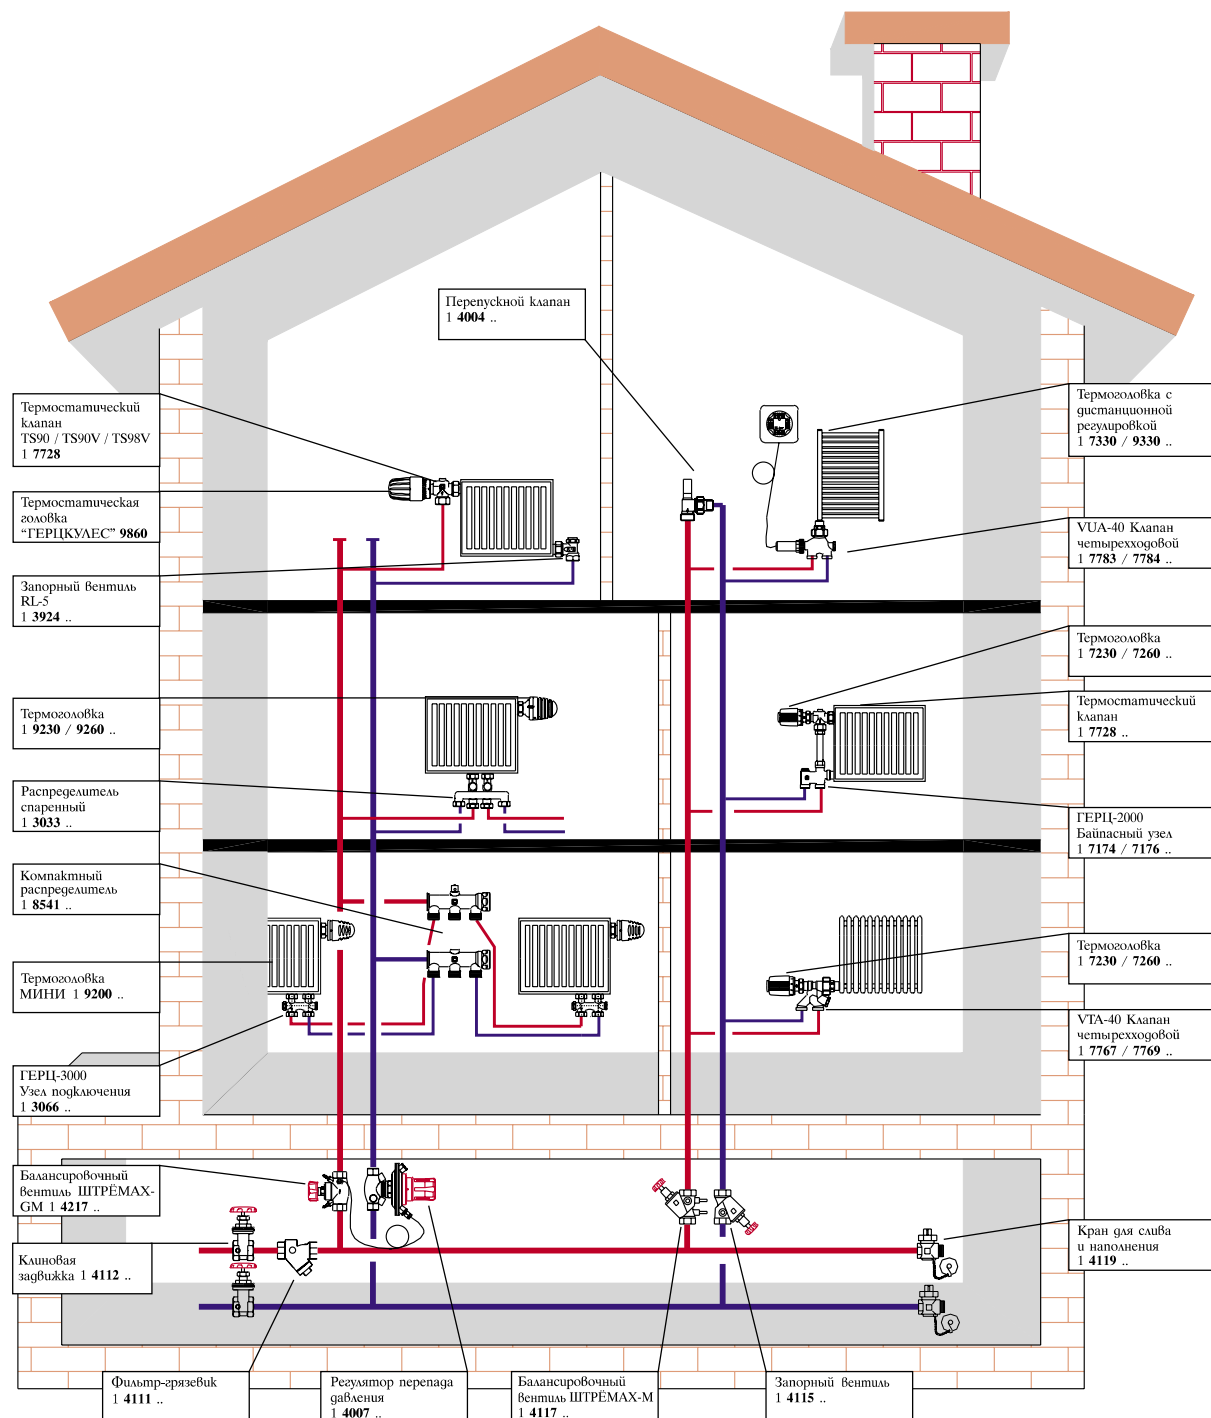 Перепускной клапан
1 4004 ..
Термостатический
клапан
TS90 / TS90V / TS98V
1 7728
Термостатическая
головка
“ГЕРЦКУЛЕС” 9860
Запорный вентиль
RL-5
1 3924 ..
Термоголовка
1 9230 / 9260 ..
Распределитель
спаренный
1 3033 ..
Компактный
распределитель
1 8541 ..
Термоголовка
МИНИ 1 9200 ..
ГЕРЦ-3000
Узел подключения
1 3066 ..
Балансировочный
вентиль ШТРЁМАХ-
GM 1 4217 ..
Клиновая
задвижка 1 4112 ..
Термоголовка с
дистанционной
регулировкой
1 7330 / 9330 ..
VUA-40 Клапан
четырехходовой
1 7783 / 7784 ..
Термоголовка
1 7230 / 7260 ..
Термостатический
клапан
1 7728 ..
ГЕРЦ-2000
Байпасный узел
1 7174 / 7176 ..
Термоголовка
1 7230 / 7260 ..
VTA-40 Клапан
четырехходовой
1 7767 / 7769 ..
Кран для слива
и наполнения
1 4119 ..
Фильтр-грязевик
1 4111 ..
Регулятор перепада
давления
1 4007 ..
Балансировочный
вентиль ШТРЁМАХ-М
1 4117 ..
Запорный вентиль
1 4115 ..